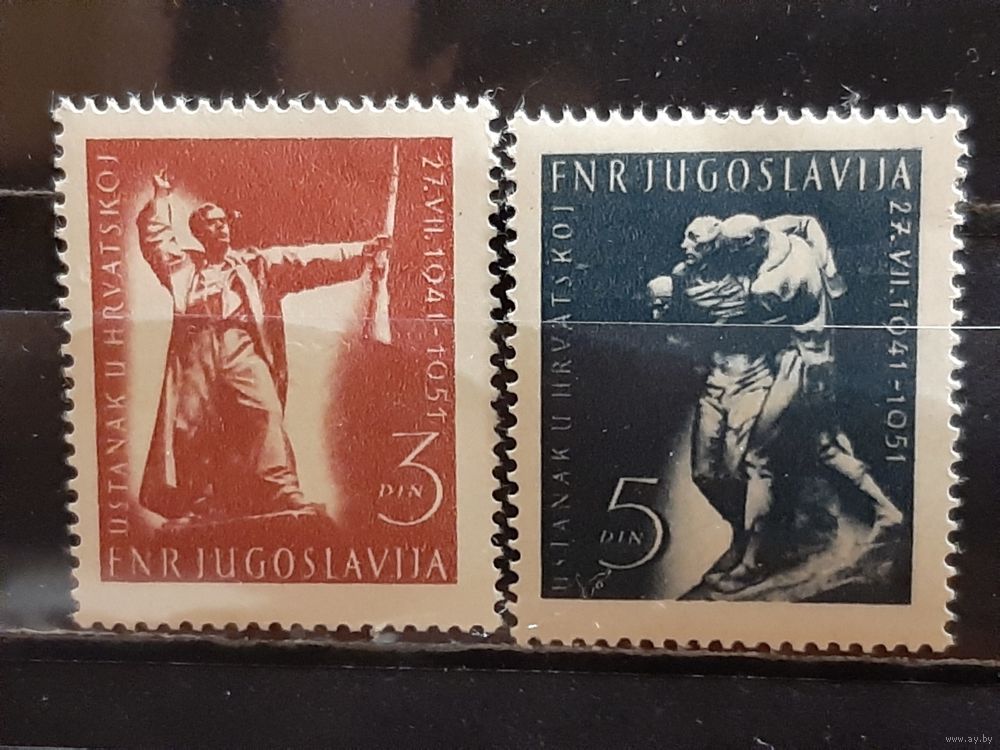 USTANAK U HRVATSKOJ
27.VII.1941-1951
3
DIN
FNR JUGOSLAVIJA
FNR JUGOSLAVIJA
USTANAK U HRVATSKOJ
27.VII.1941-1951
5
DIN
www.ay.by